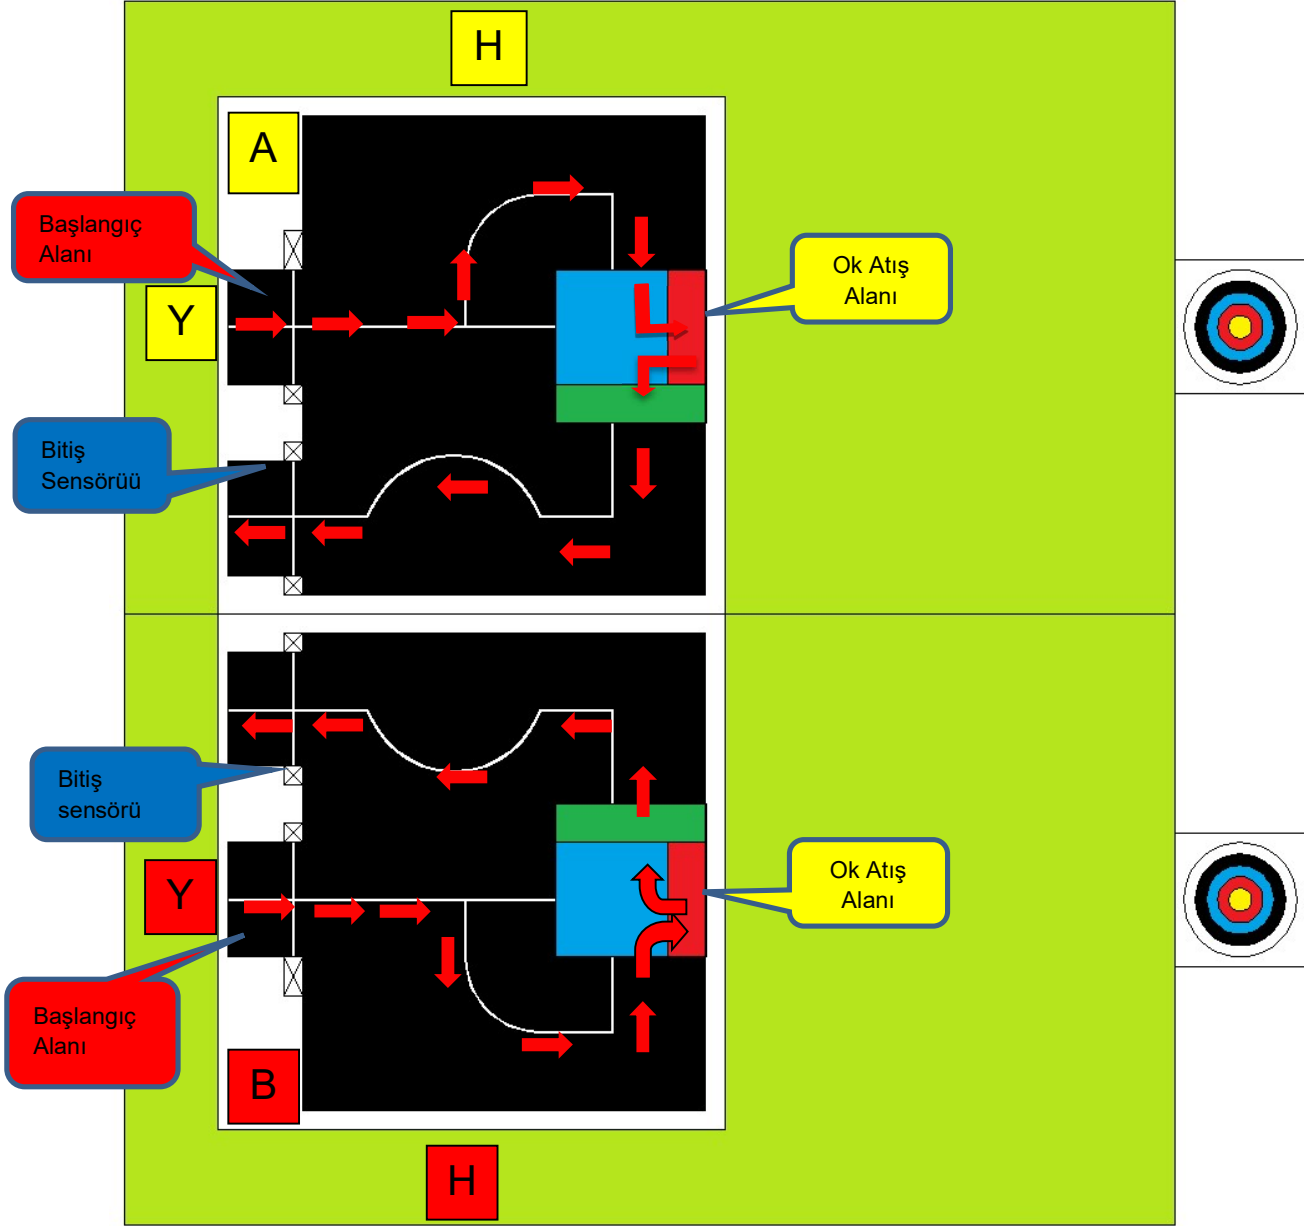 H
A
Başlangıç
Alanı
Ok Atış
Alanı
Y
Bitiş
Sensörüü
Bitiş
sensörü
Ok Atış
Alanı
Y
Başlangıç
Alanı
B
H